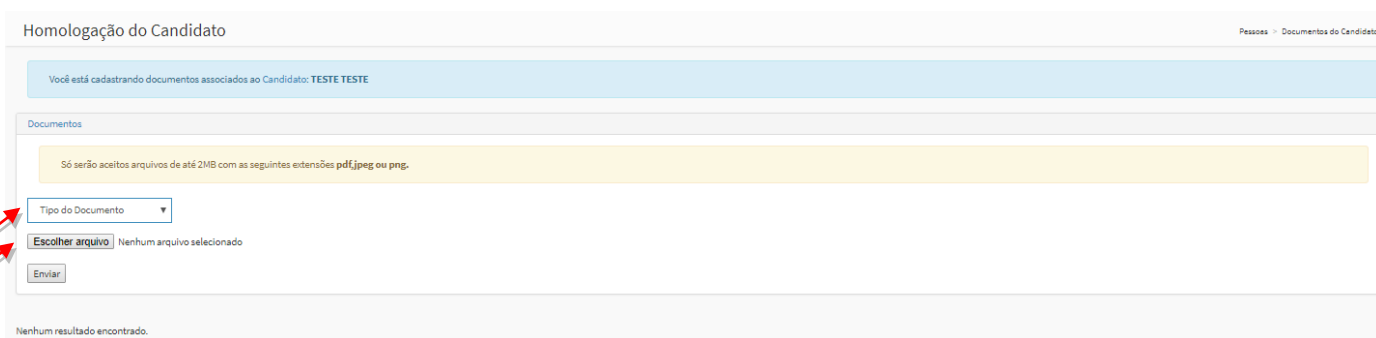 Homologação do Candidato
Pessoas > Documentos do Candidato
Você está cadastrando documentos associados ao Candidato: TESTE TESTE
Documentos
Só serão aceitos arquivos de até 2MB com as seguintes extensões pdf,jpeg ou png.
Tipo do Documento
Escolher arquivo Nenhum arquivo selecionado
Enviar
Nenhum resultado encontrado.